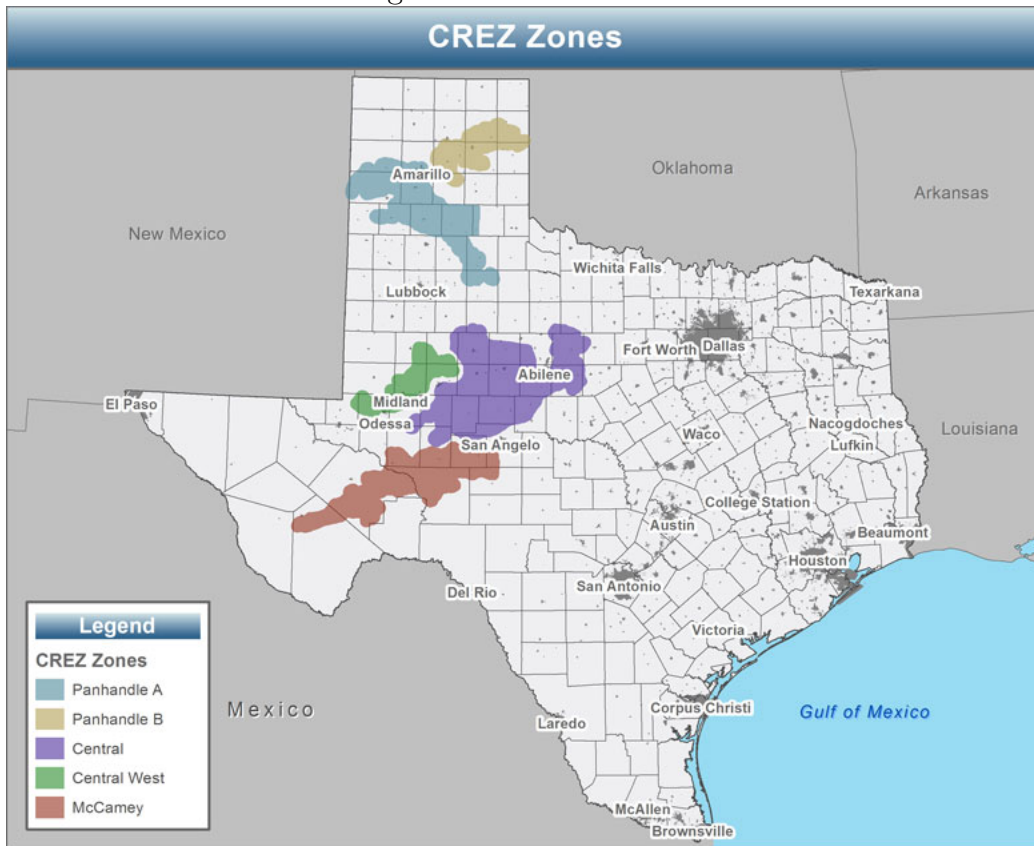 CREZ Zones
Oklahoma
Arkansas
New Mexico
Amarillo
Wichita Falls
Texarkana
Lubbock
Fort Worth
Dallas
Abilene
El Paso
Midland
Odessa
Nacogdoches
Lufkin
Louisiana
San Angelo
Waco
College Station
Austin
Beaumont
Houston
San Antonio
Del Rio
Victoria
Legend
CREZ Zones
Panhandle A
Panhandle B
Central
Central West
McCamey
Mexico
Corpus Christi
Gulf of Mexico
Laredo
McAllen
Brownsville